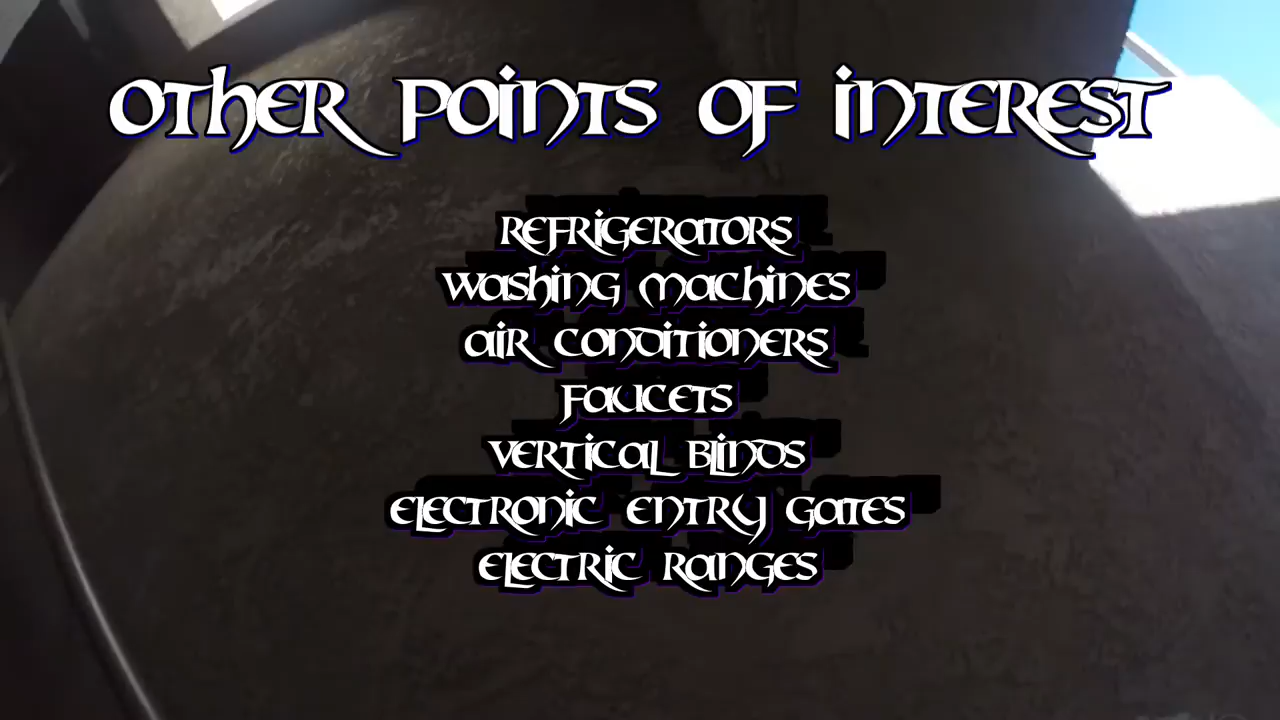 OTHER POINTS OF INTEREST
REFRIGERATORS
WASHING MACHINES
AIR CONDITIONERS
FAUCETS
VERTICAL BLINDS
ELECTRONIC ENTRY GATES
ELECTRIC RANGES